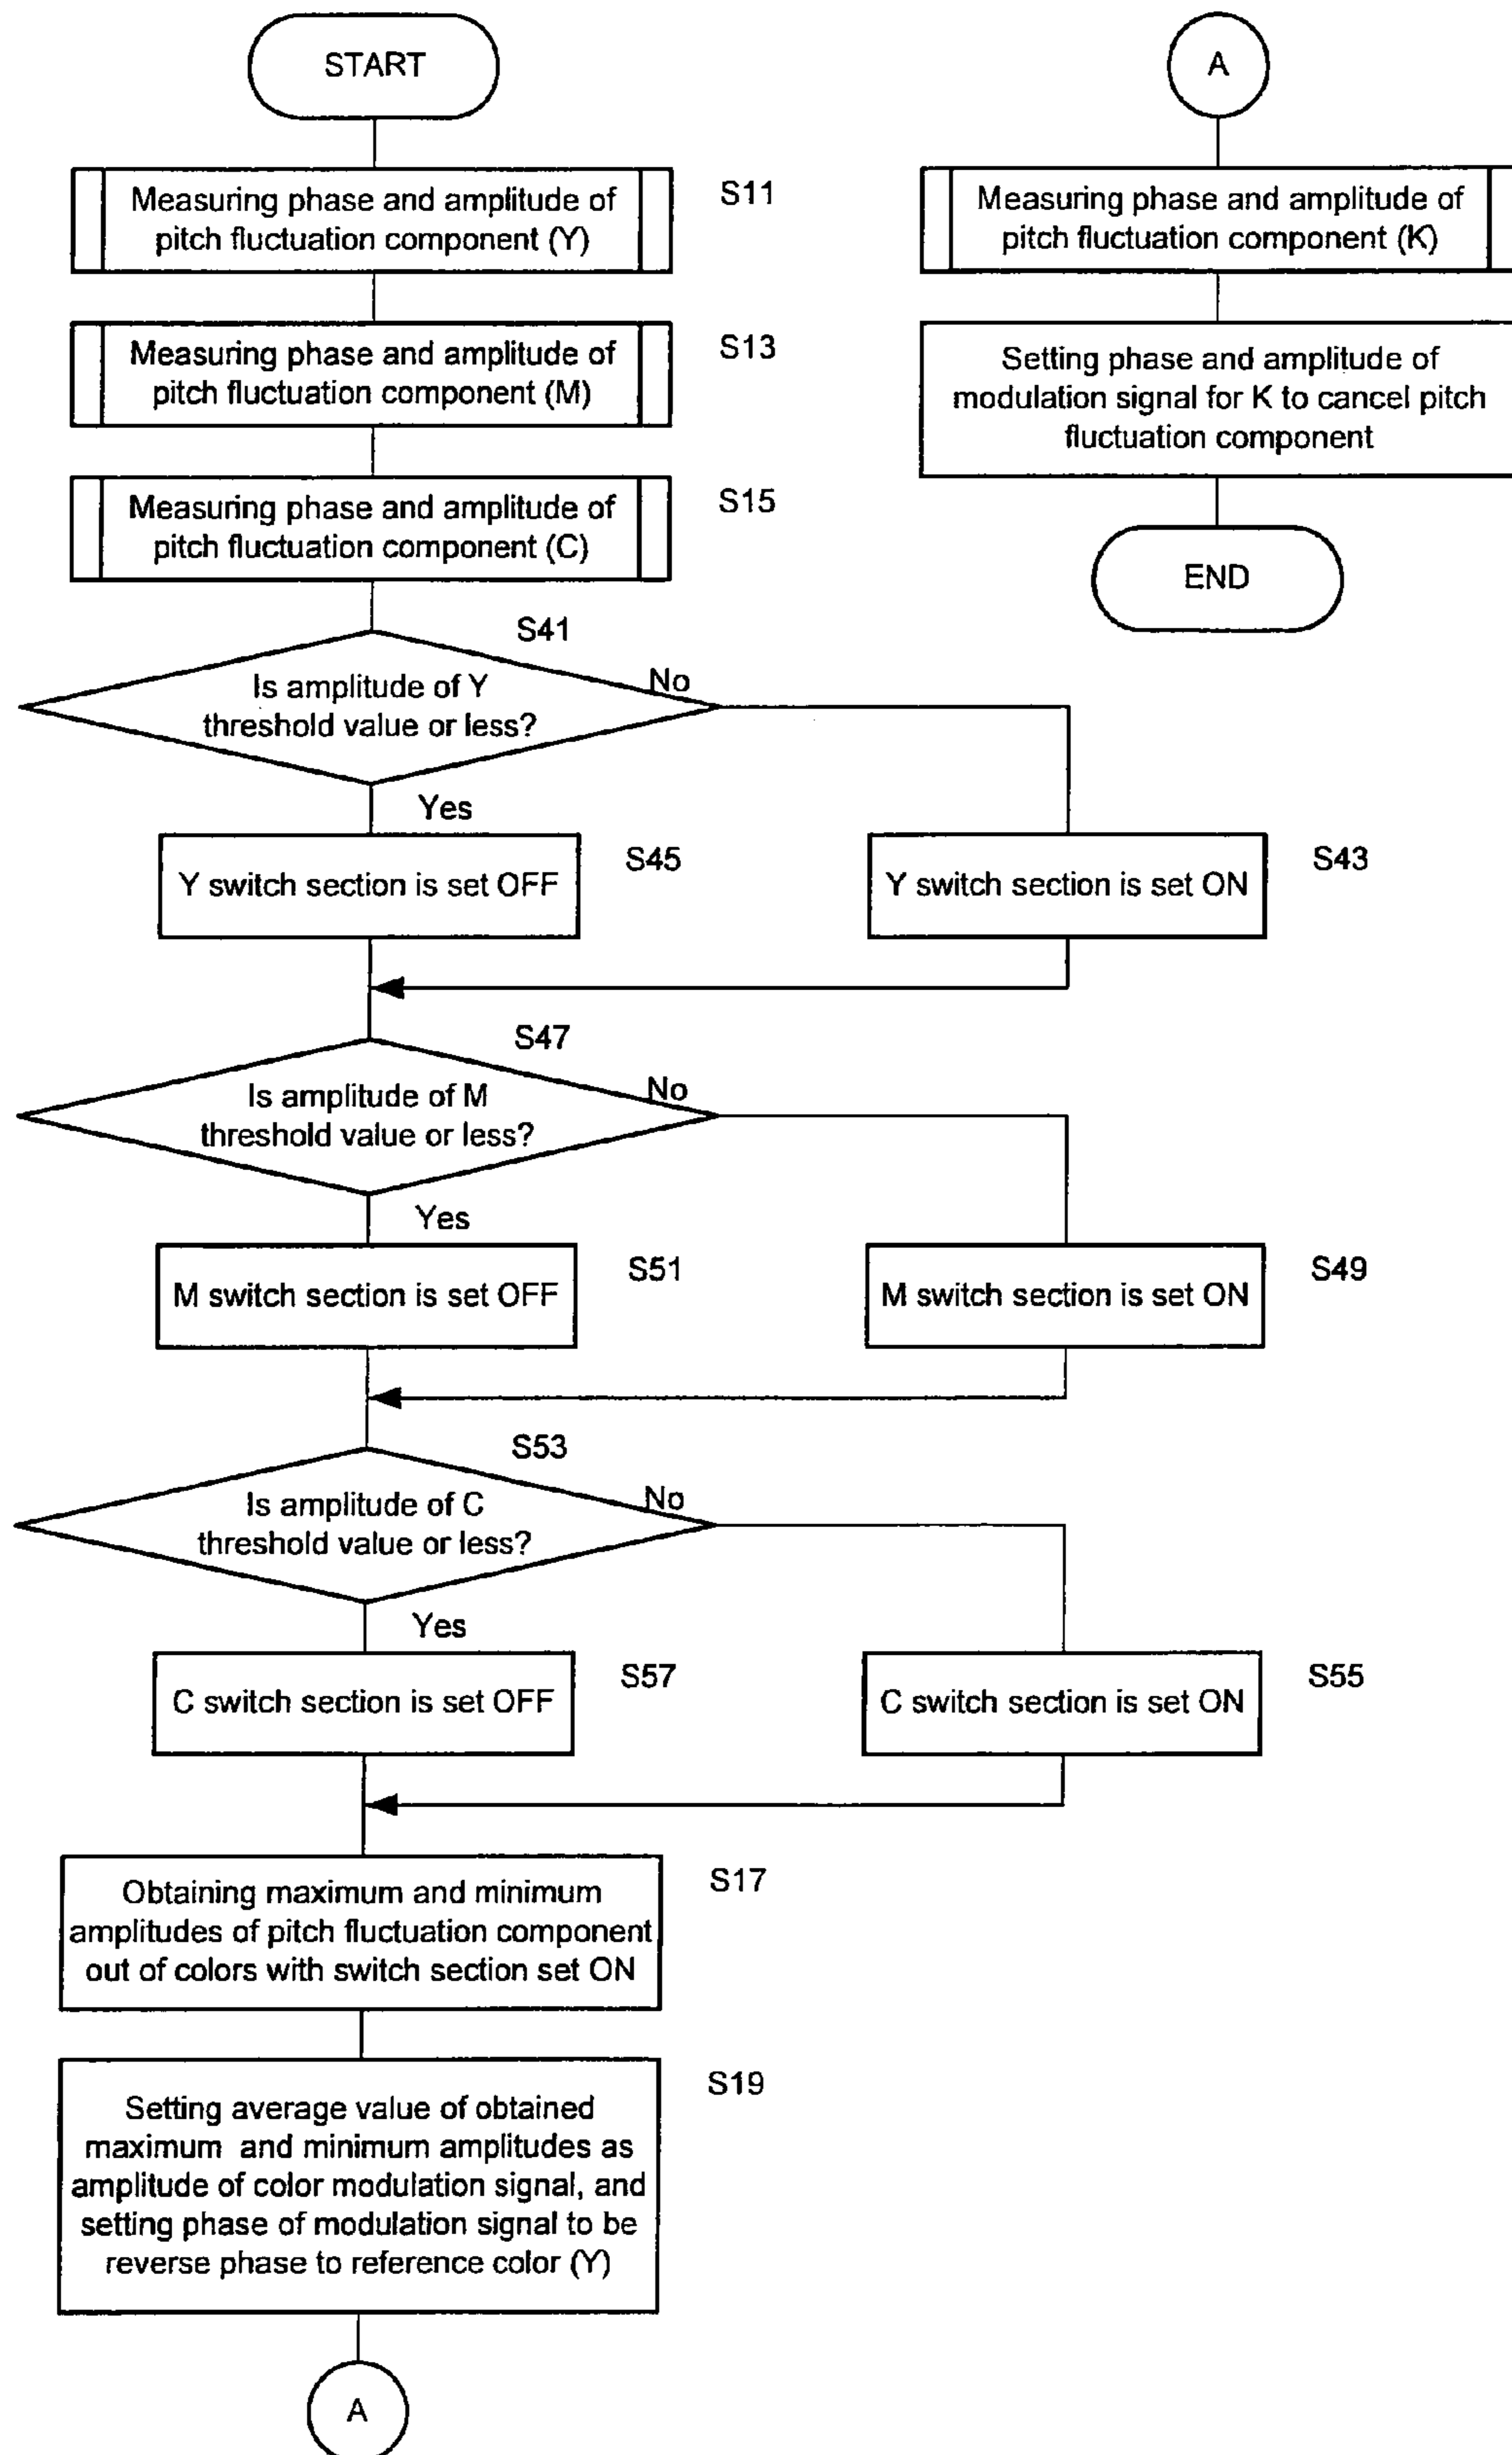 START
Measuring phase and amplitude of
pitch fluctuation component (Y)
S11
Measuring phase and amplitude of
pitch fluctuation component (M)
S13
Measuring phase and amplitude of
pitch fluctuation component (C)
S15
S41
Is amplitude of Y
threshold value or less?
No
Yes
Y switch section is set OFF
S45
Y switch section is set ON
S43
S47
Is amplitude of M
threshold value or less?
No
Yes
M switch section is set OFF
S51
M switch section is set ON
S49
S53
Is amplitude of C
threshold value or less?
No
Yes
C switch section is set OFF
S57
C switch section is set ON
S55
Obtaining maximum and minimum
amplitudes of pitch fluctuation component
out of colors with switch section set ON
S17
Setting average value of obtained
maximum and minimum amplitudes as
amplitude of color modulation signal, and
setting phase of modulation signal to be
reverse phase to reference color (Y)
S19
A
A
Measuring phase and amplitude of
pitch fluctuation component (K)
Setting phase and amplitude of
modulation signal for K to cancel pitch
fluctuation component
END